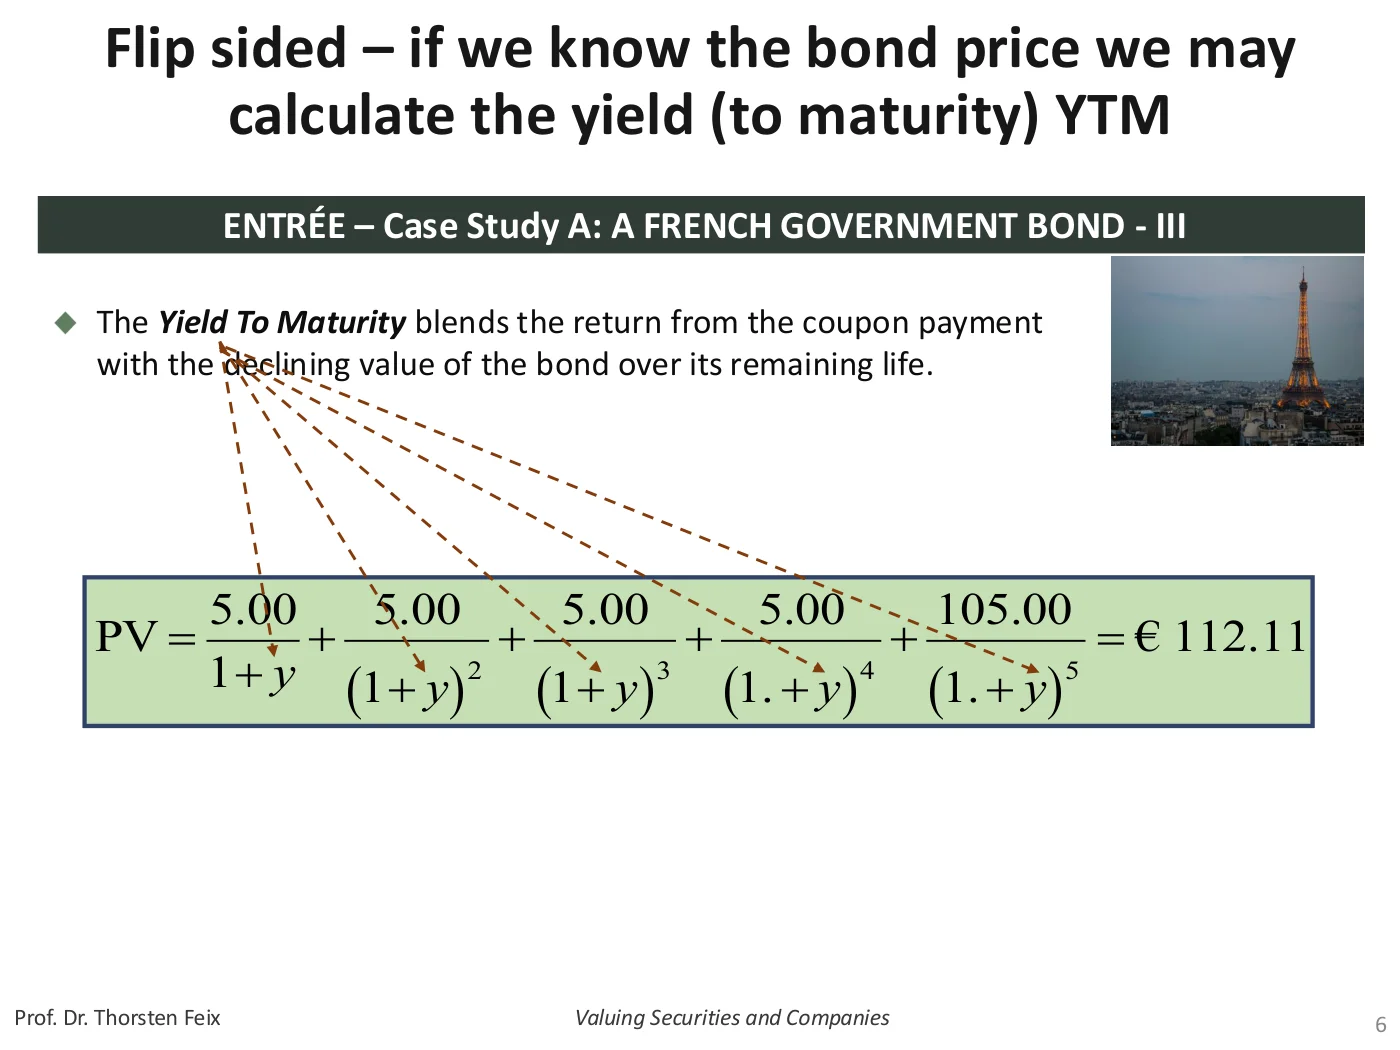 Flip sided – if we know the bond price we may
calculate the yield (to maturity) YTM
ENTRÉE – Case Study A: A FRENCH GOVERNMENT BOND - III
The Yield To Maturity blends the return from the coupon payment
with the declining value of the bond over its remaining life.
PV = 5.00/(1+y) + 5.00/(1+y)^2 + 5.00/(1+y)^3 + 5.00/(1.+y)^4 + 105.00/(1.+y)^5 = € 112.11
Prof. Dr. Thorsten Feix
Valuing Securities and Companies
6